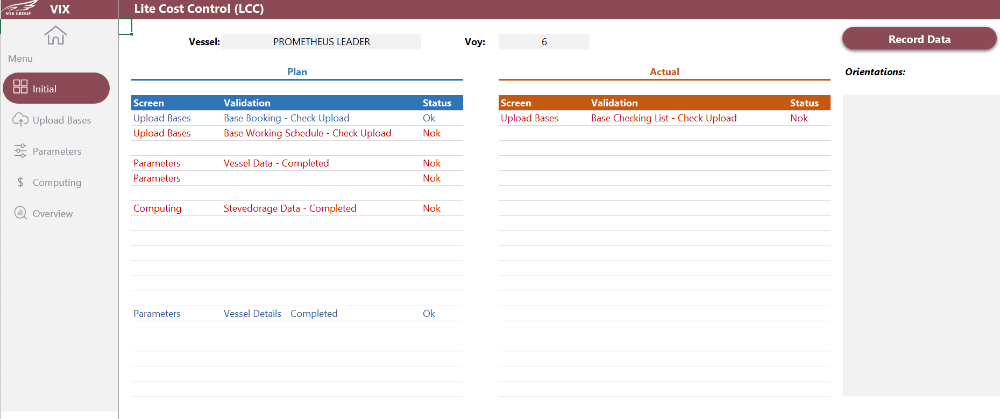 NYK GROUP
VIX
Lite Cost Control (LCC)
Menu
Initial
Upload Bases
Parameters
$ Computing
Overview
Vessel: PROMETHEUS LEADER Voy: 6
Record Data
Plan
Screen Validation Status
Upload Bases Base Booking - Check Upload Ok
Upload Bases Base Working Schedule - Check Upload Nok
Parameters Vessel Data - Completed Nok
Parameters Nok
Computing Stevedorage Data - Completed Nok
Parameters Vessel Details - Completed Ok
Actual
Screen Validation Status
Upload Bases Base Checking List - Check Upload Nok
Orientations: